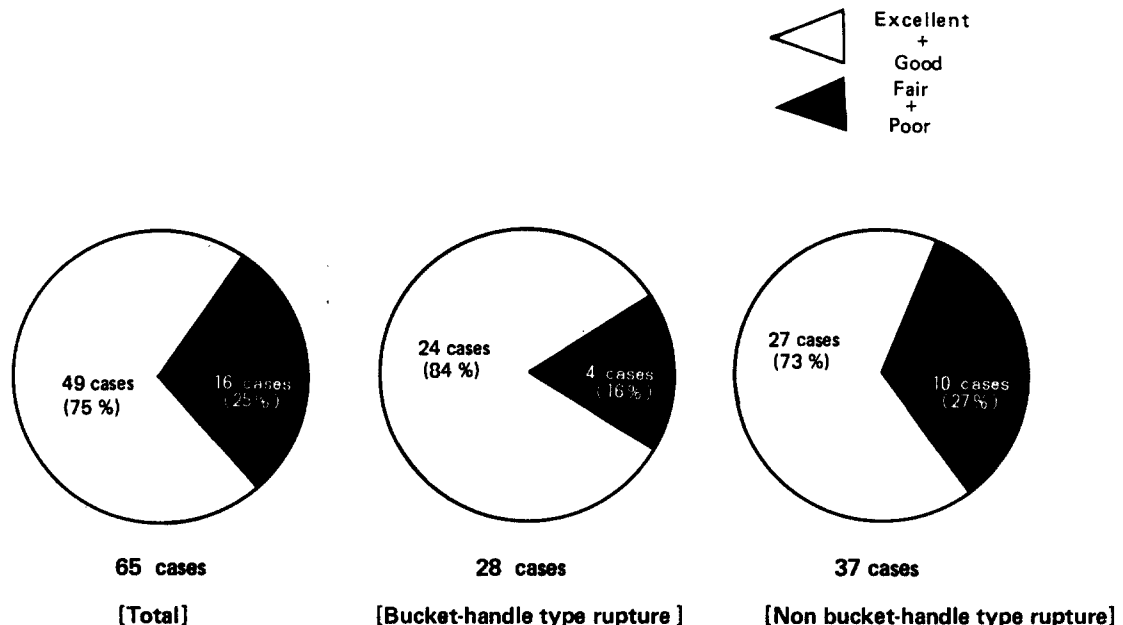 Excellent
+
Good
Fair
+
Poor
49 cases
(75 %)
16 cases
(25%)
24 cases
(84 %)
4 cases
(16%)
27 cases
(73 %)
10 cases
(27%)
65 cases
28 cases
37 cases
[Total]
[Bucket-handle type rupture]
[Non bucket-handle type rupture]